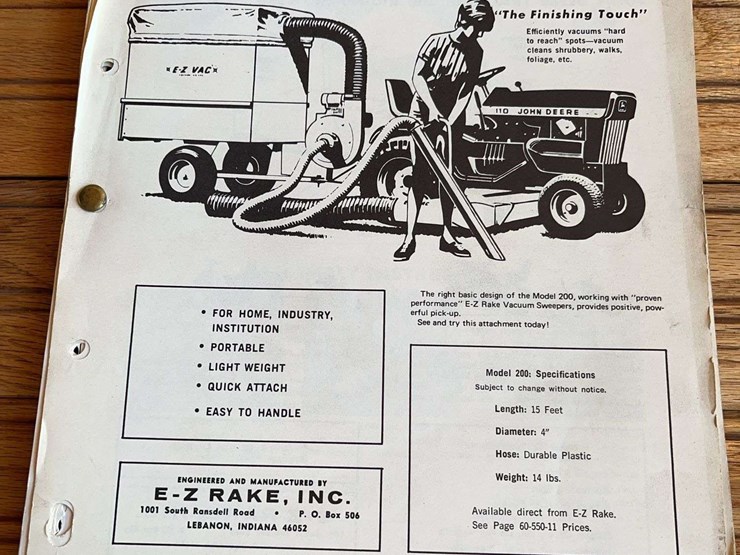 "The Finishing Touch"
Efficiently vacuums "hard
to reach" spots—vacuum
cleans shrubbery, walks,
foliage, etc.
E-Z VAC
110 JOHN DEERE
The right basic design of the Model 200, working with "proven
performance" E-Z Rake Vacuum Sweepers, provides positive, pow-
erful pick-up.
See and try this attachment today!
• FOR HOME, INDUSTRY,
INSTITUTION
• PORTABLE
• LIGHT WEIGHT
• QUICK ATTACH
• EASY TO HANDLE
Model 200: Specifications
Subject to change without notice.
Length: 15 Feet
Diameter: 4"
Hose: Durable Plastic
Weight: 14 lbs.
Available direct from E-Z Rake.
See Page 60-550-11 Prices.
ENGINEERED AND MANUFACTURED BY
E-Z RAKE, INC.
1001 South Ransdell Road • P. O. Box 506
LEBANON, INDIANA 46052